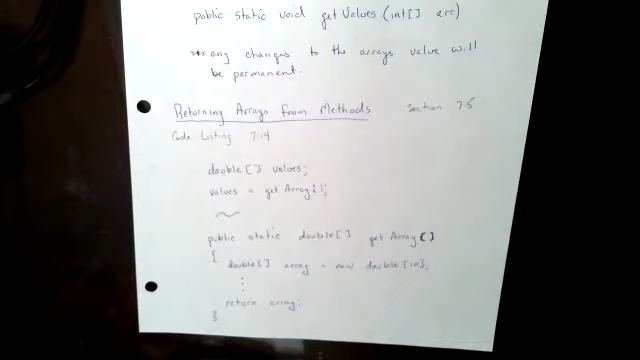 public static void getValues (int[] arr)
*** any changes to the arrays value will
be permanent.
Returning Arrays from Methods Section 7.5
Code Listing 7.14
double[] values;
values = getArray();
public static double[] getArray()
{
double[] array = new double[10];
return array;
}